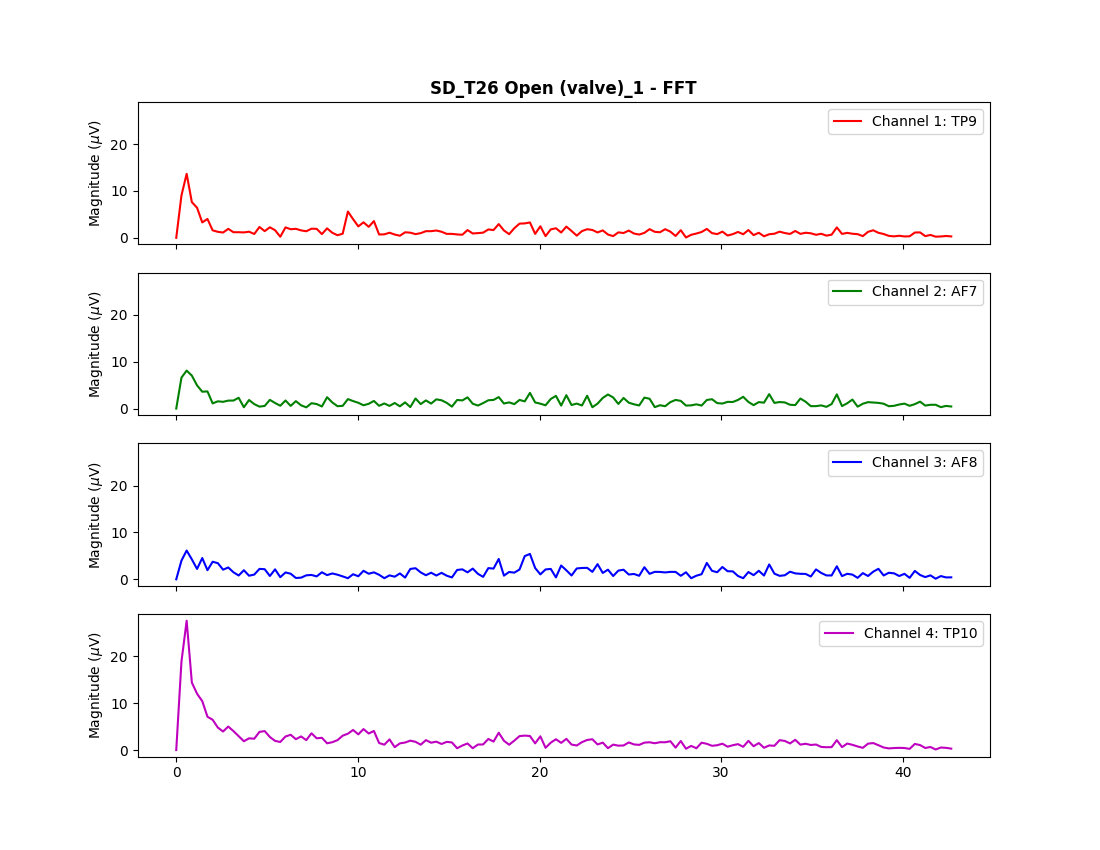 SD_T26 Open (valve)_1 - FFT
Channel 1: TP9
Magnitude (μV)
20
10
0
Channel 2: AF7
Magnitude (μV)
20
10
0
Channel 3: AF8
Magnitude (μV)
20
10
0
Channel 4: TP10
Magnitude (μV)
20
10
0
0 10 20 30 40